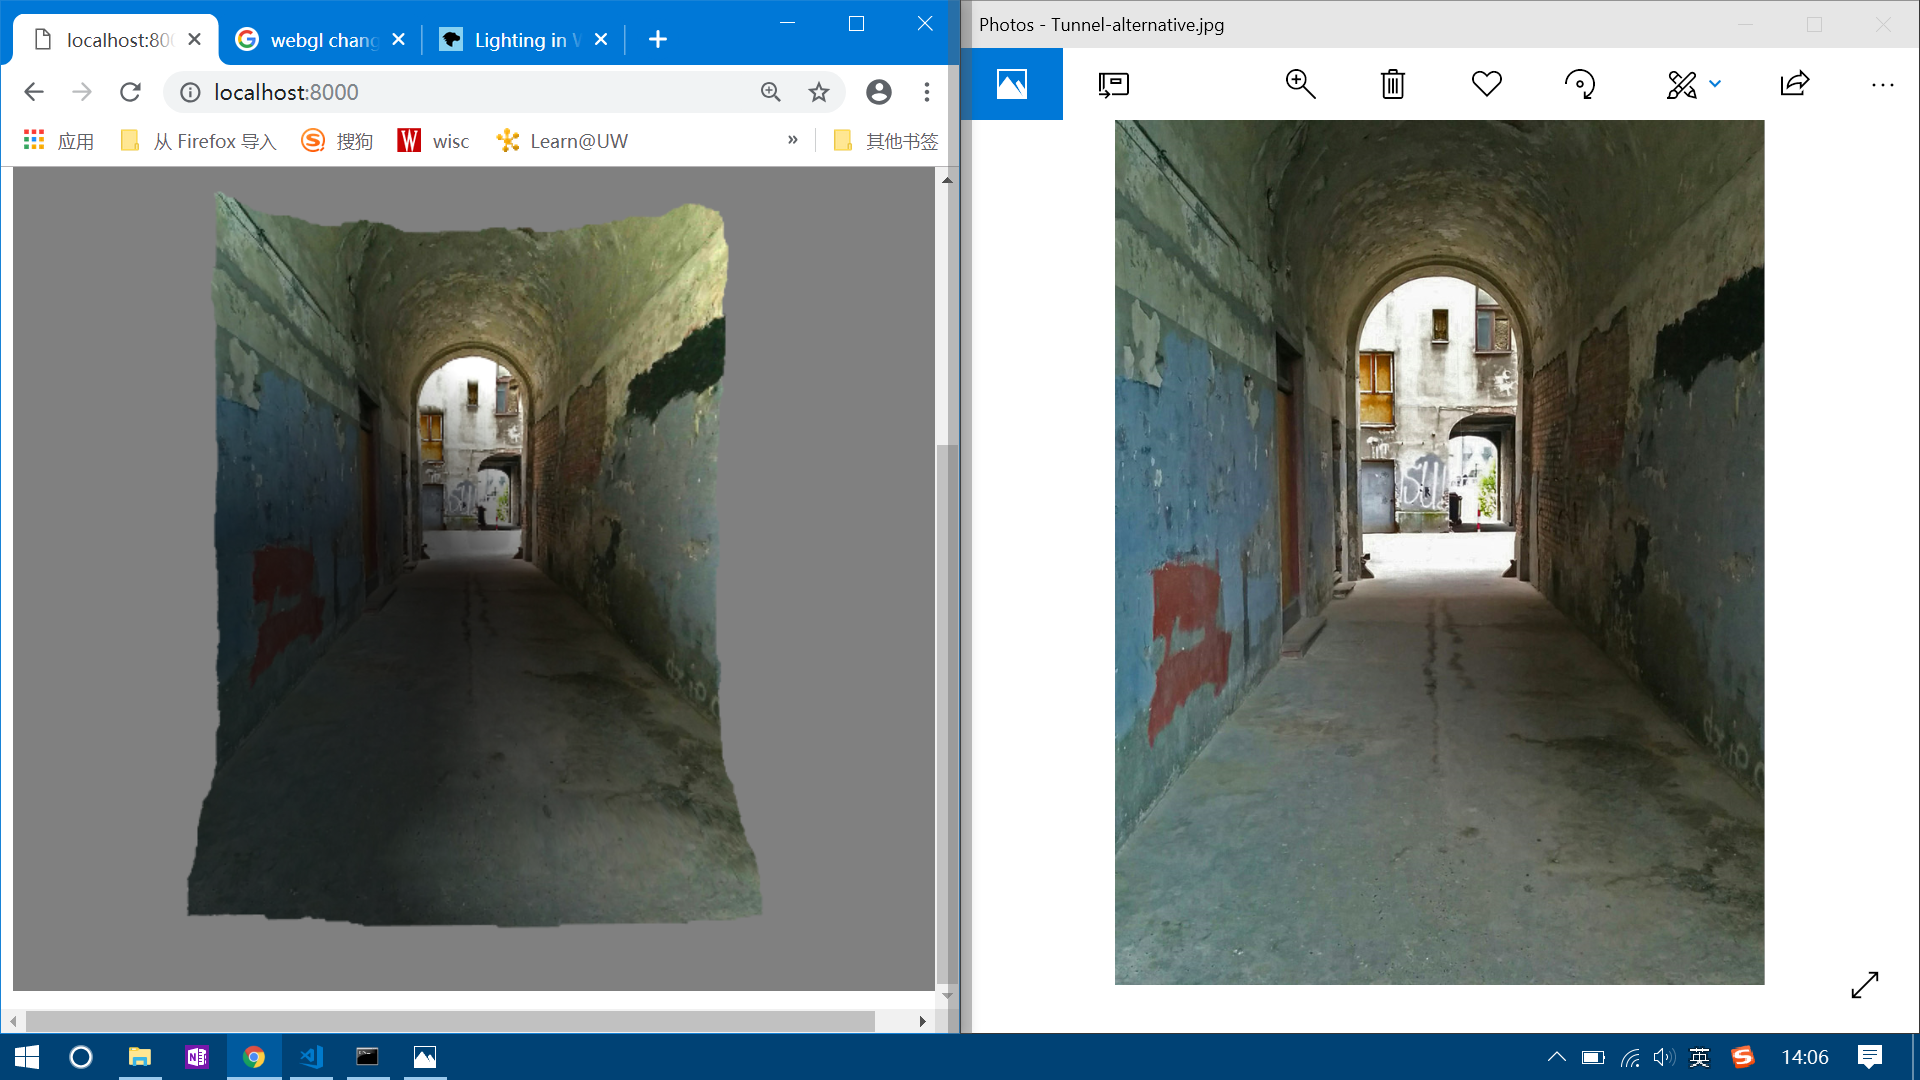 localhost:800
webgl chang
Lighting in W
localhost:8000
应用
从 Firefox 导入
搜狗
wisc
Learn@UW
»
其他书签
Photos - Tunnel-alternative.jpg
英
14:06